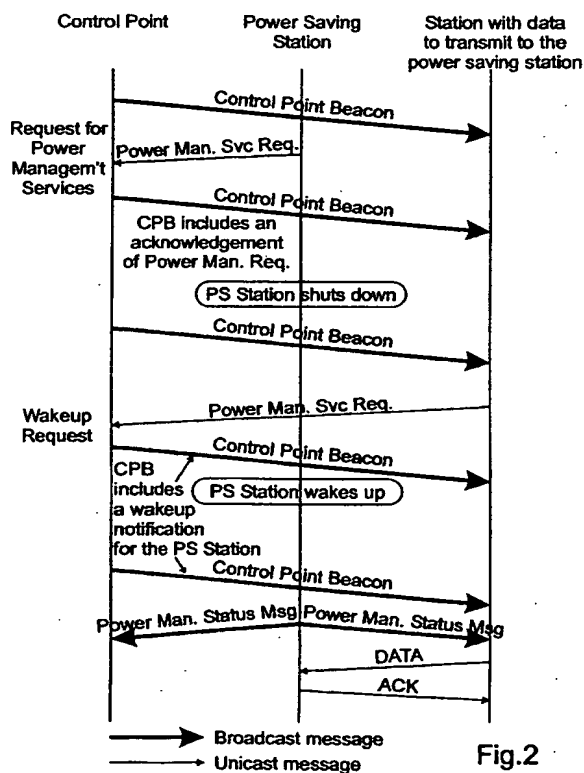 Control Point
Power Saving
Station
Station with data
to transmit to the
power saving station
Control Point Beacon
Request for
Power
Managem't
Services
Power Man. Svc Req.
Control Point Beacon
CPB includes an
acknowledgement
of Power Man. Req.
PS Station shuts down
Control Point Beacon
Power Man. Svc Req.
Wakeup
Request
Control Point Beacon
CPB
includes
a wakeup
notification
for the PS Station
PS Station wakes up
Control Point Beacon
Power Man. Status Msg
Power Man. Status Msg
DATA
ACK
Broadcast message
Unicast message
Fig.2